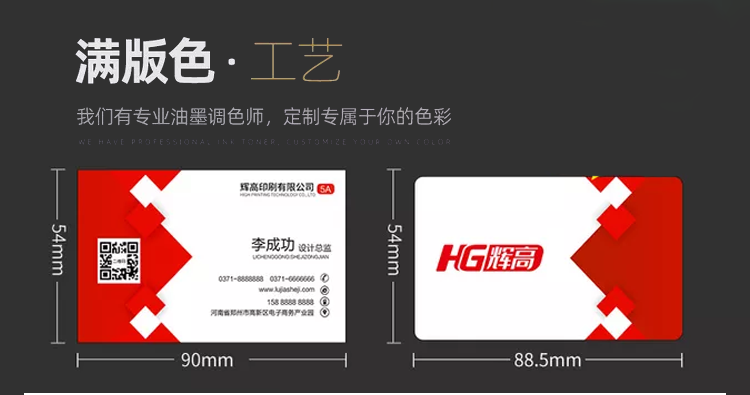 满版色·工艺
我们有专业油墨调色师，定制专属于你的色彩
WE HAVE PROFESSIONAL INK TONER, CUSTOMIZE YOUR OWN COLOR
54mm
辉高印刷有限公司 5A
HIGH PRINTING TECHNOLOGY CO., LTD
李成功 设计总监
LICHENGGONG.SHEJIZONGJIAN
0371-8888888 0371-6666666
www.lujiasheji.com
158 8888 8888
河南省郑州市高新区电子商务产业园
二维码
90mm
54mm
HG辉高
88.5mm